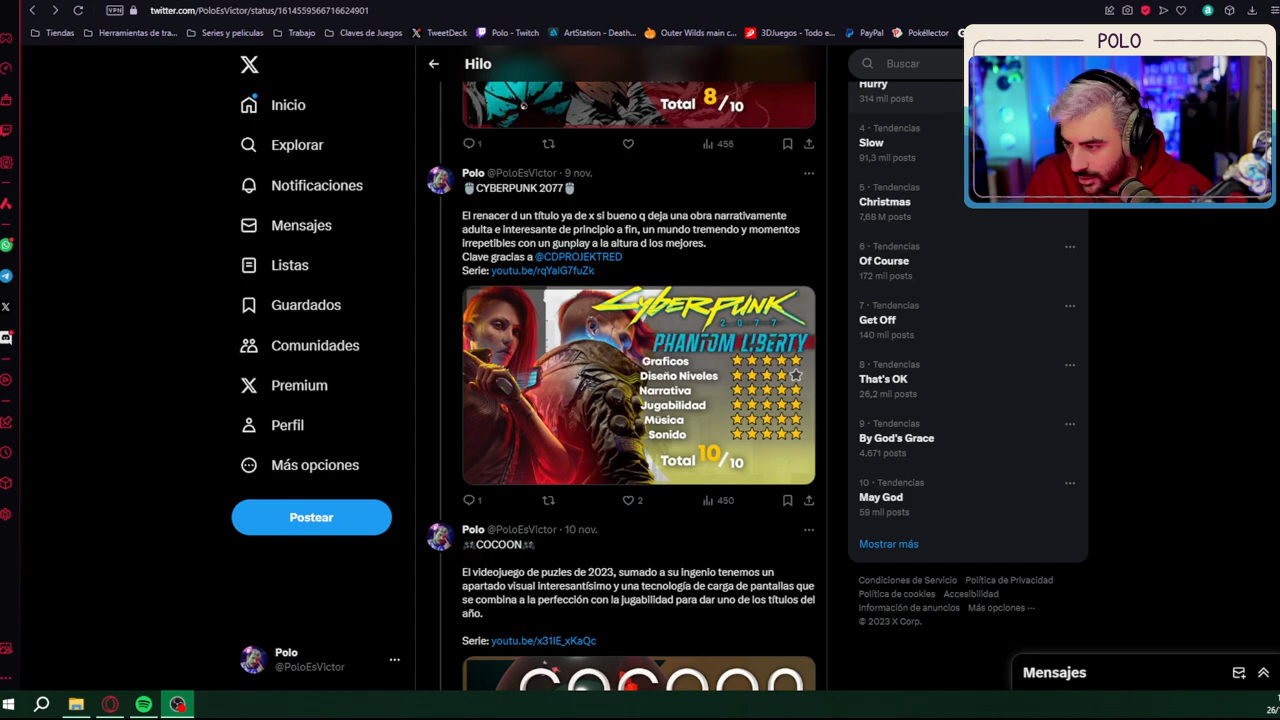 VPN twitter.com/PoloEsVictor/status/1614559566716624901
Tiendas Herramientas de tra... Series y peliculas Trabajo Claves de Juegos TweetDeck Polo - Twitch ArtStation - Death... Outer Wilds main c... 3DJuegos - Todo e... PayPal Pokéllector
POLO
Hilo
Buscar
Inicio
Explorar
Notificaciones
Mensajes
Listas
Guardados
Comunidades
Premium
Perfil
Más opciones
Postear
Polo
@PoloEsVictor
Total 8/10
1 456
Polo @PoloEsVictor · 9 nov.
CYBERPUNK 2077
El renacer d un título ya de x si bueno q deja una obra narrativamente
adulta e interesante de principio a fin, un mundo tremendo y momentos
irrepetibles con un gunplay a la altura d los mejores.
Clave gracias a @CDPROJEKTRED
Serie: youtu.be/rqYalG7fuZk
Cyberpunk
2077
PHANTOM L!BERTY
Graficos
Diseño Niveles
Narrativa
Jugabilidad
Música
Sonido
Total 10/10
1 2 450
Polo @PoloEsVictor · 10 nov.
COCOON
El videojuego de puzles de 2023, sumado a su ingenio tenemos un
apartado visual interesantísimo y una tecnología de carga de pantallas que
se combina a la perfección con la jugabilidad para dar uno de los títulos del
año.
Serie: youtu.be/x31IE_xKaQc
COCOON
Hurry
314 mil posts
4 · Tendencias
Slow
91,3 mil posts
5 · Tendencias
Christmas
7,68 M posts
6 · Tendencias
Of Course
172 mil posts
7 · Tendencias
Get Off
140 mil posts
8 · Tendencias
That's OK
26,2 mil posts
9 · Tendencias
By God's Grace
4.671 posts
10 · Tendencias
May God
59 mil posts
Mostrar más
Condiciones de Servicio Política de Privacidad
Política de cookies Accesibilidad
Información de anuncios Más opciones ···
© 2023 X Corp.
Mensajes
26/